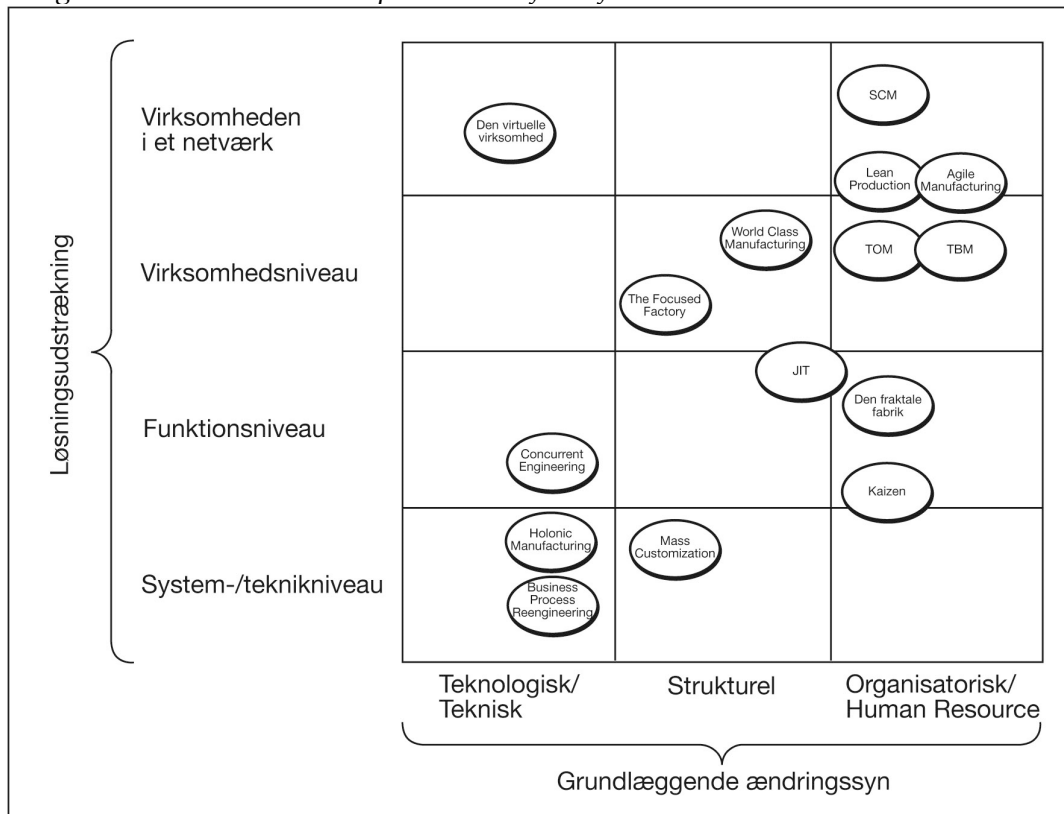 Virksomheden
i et netværk
Den virtuelle
virksomhed
SCM
Lean
Production
Agile
Manufacturing
Virksomhedsniveau
World Class
Manufacturing
TOM
TBM
The Focused
Factory
JIT
Funktionsniveau
Den fraktale
fabrik
Concurrent
Engineering
Kaizen
System-/teknikniveau
Holonic
Manufacturing
Mass
Customization
Business
Process
Reengineering
Løsningsudstrækning
Teknologisk/
Teknisk
Strukturel
Organisatorisk/
Human Resource
Grundlæggende ændringssyn